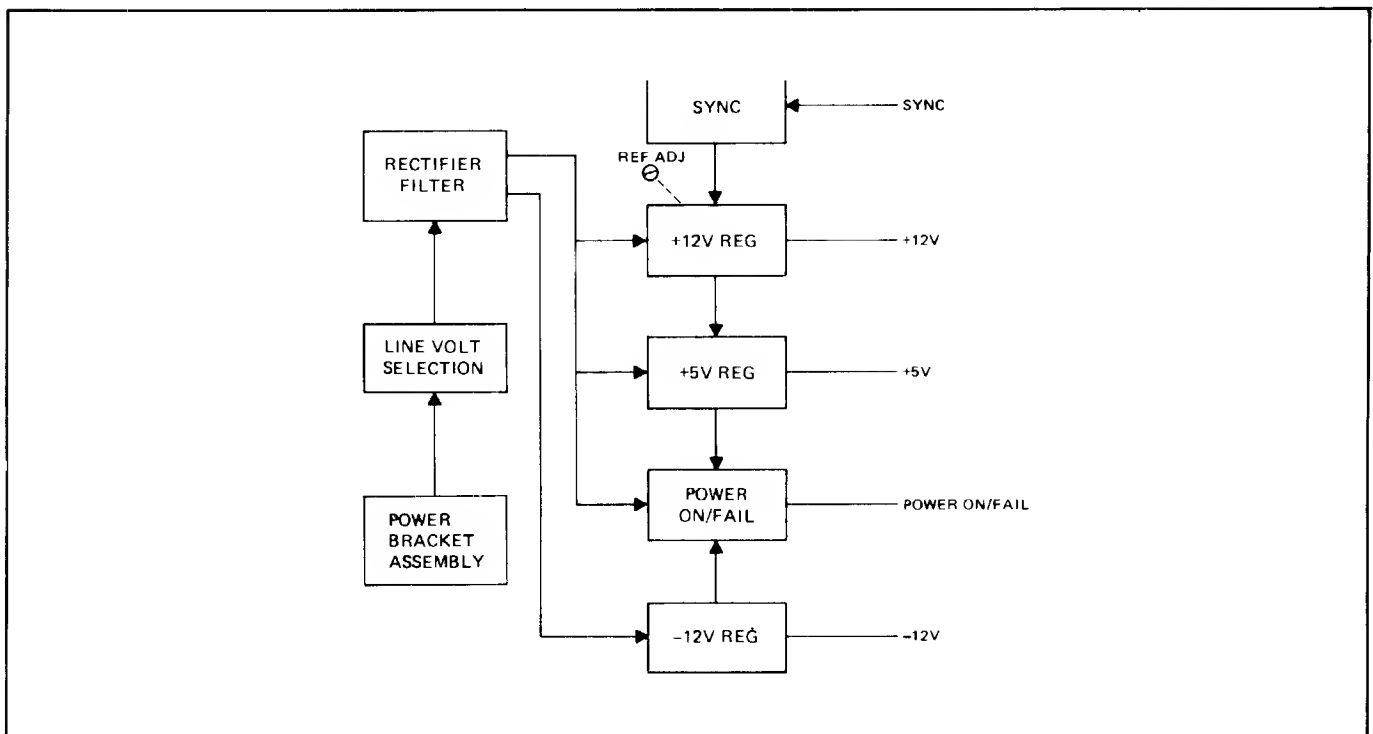 SYNC
SYNC
RECTIFIER
FILTER
REF ADJ
+12V REG
+12V
LINE VOLT
SELECTION
+5V REG
+5V
POWER
BRACKET
ASSEMBLY
POWER
ON/FAIL
POWER ON/FAIL
-12V REG
-12V